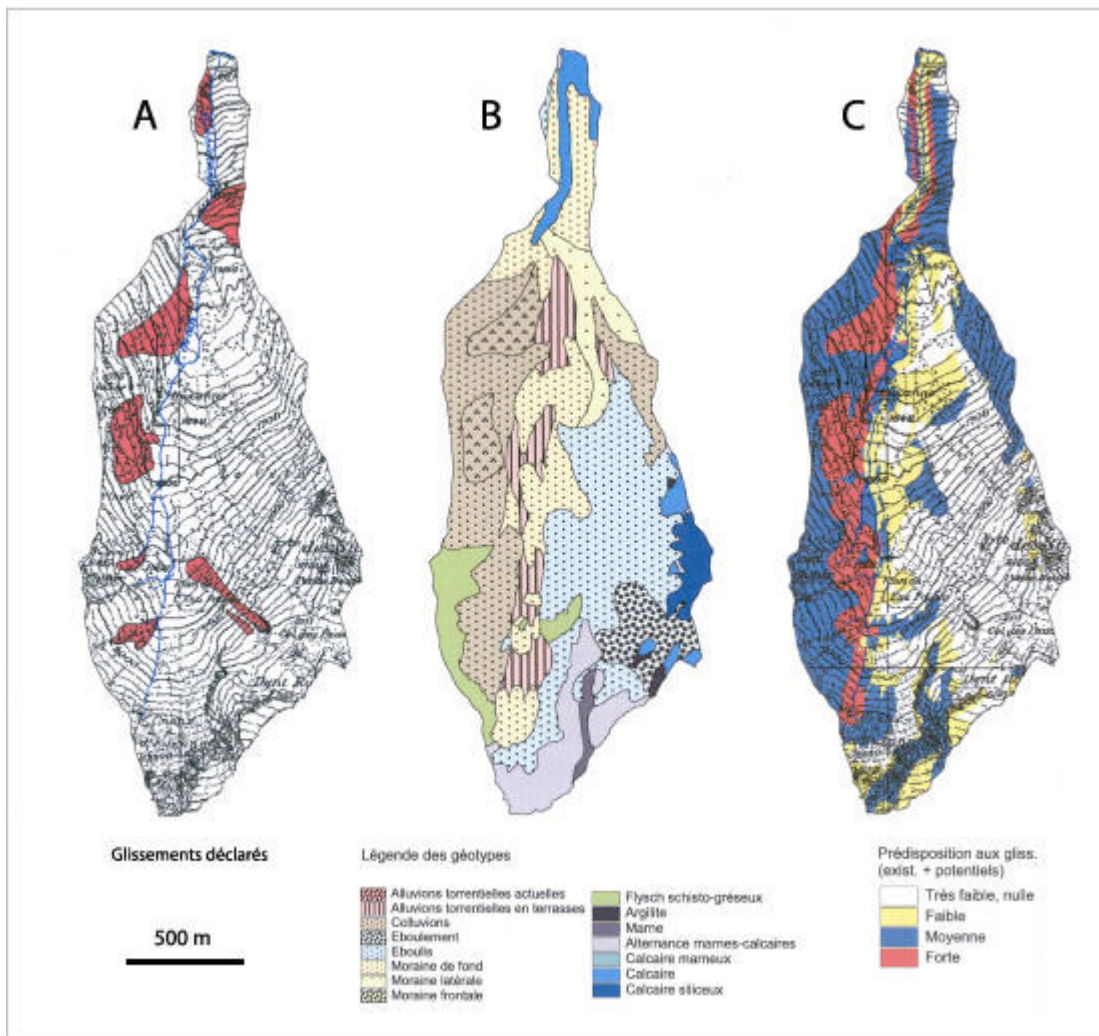 A
B
C
Glissements déclarés
500 m
Légende des géotypes
Alluvions torrentielles actuelles
Alluvions torrentielles en terrasses
Colluvions
Eboulement
Eboulis
Moraine de fond
Moraine latérale
Moraine frontale
Flysch schisto-gréseux
Argilite
Marne
Alternance marnes-calcaires
Calcaire marneux
Calcaire
Calcaire siliceux
Prédisposition aux gliss.
(exist. + potentiels)
Très faible, nulle
Faible
Moyenne
Forte